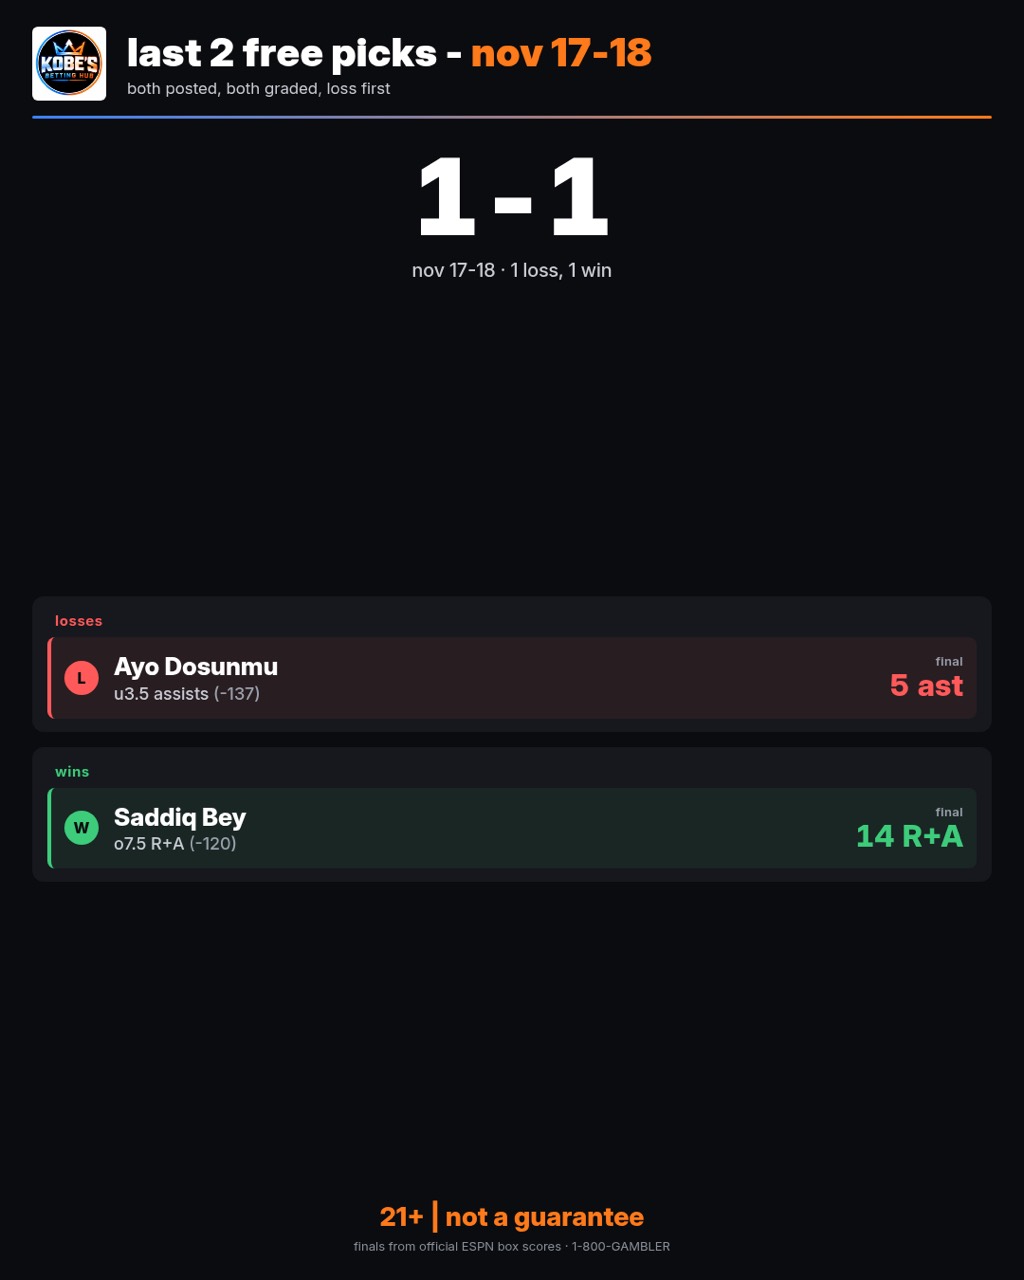 KOBE'S
BETTING HUB
last 2 free picks - nov 17-18
both posted, both graded, loss first
1-1
nov 17-18 · 1 loss, 1 win
losses
L
Ayo Dosunmu
u3.5 assists (-137)
final
5 ast
wins
W
Saddiq Bey
o7.5 R+A (-120)
final
14 R+A
21+ | not a guarantee
finals from official ESPN box scores · 1-800-GAMBLER